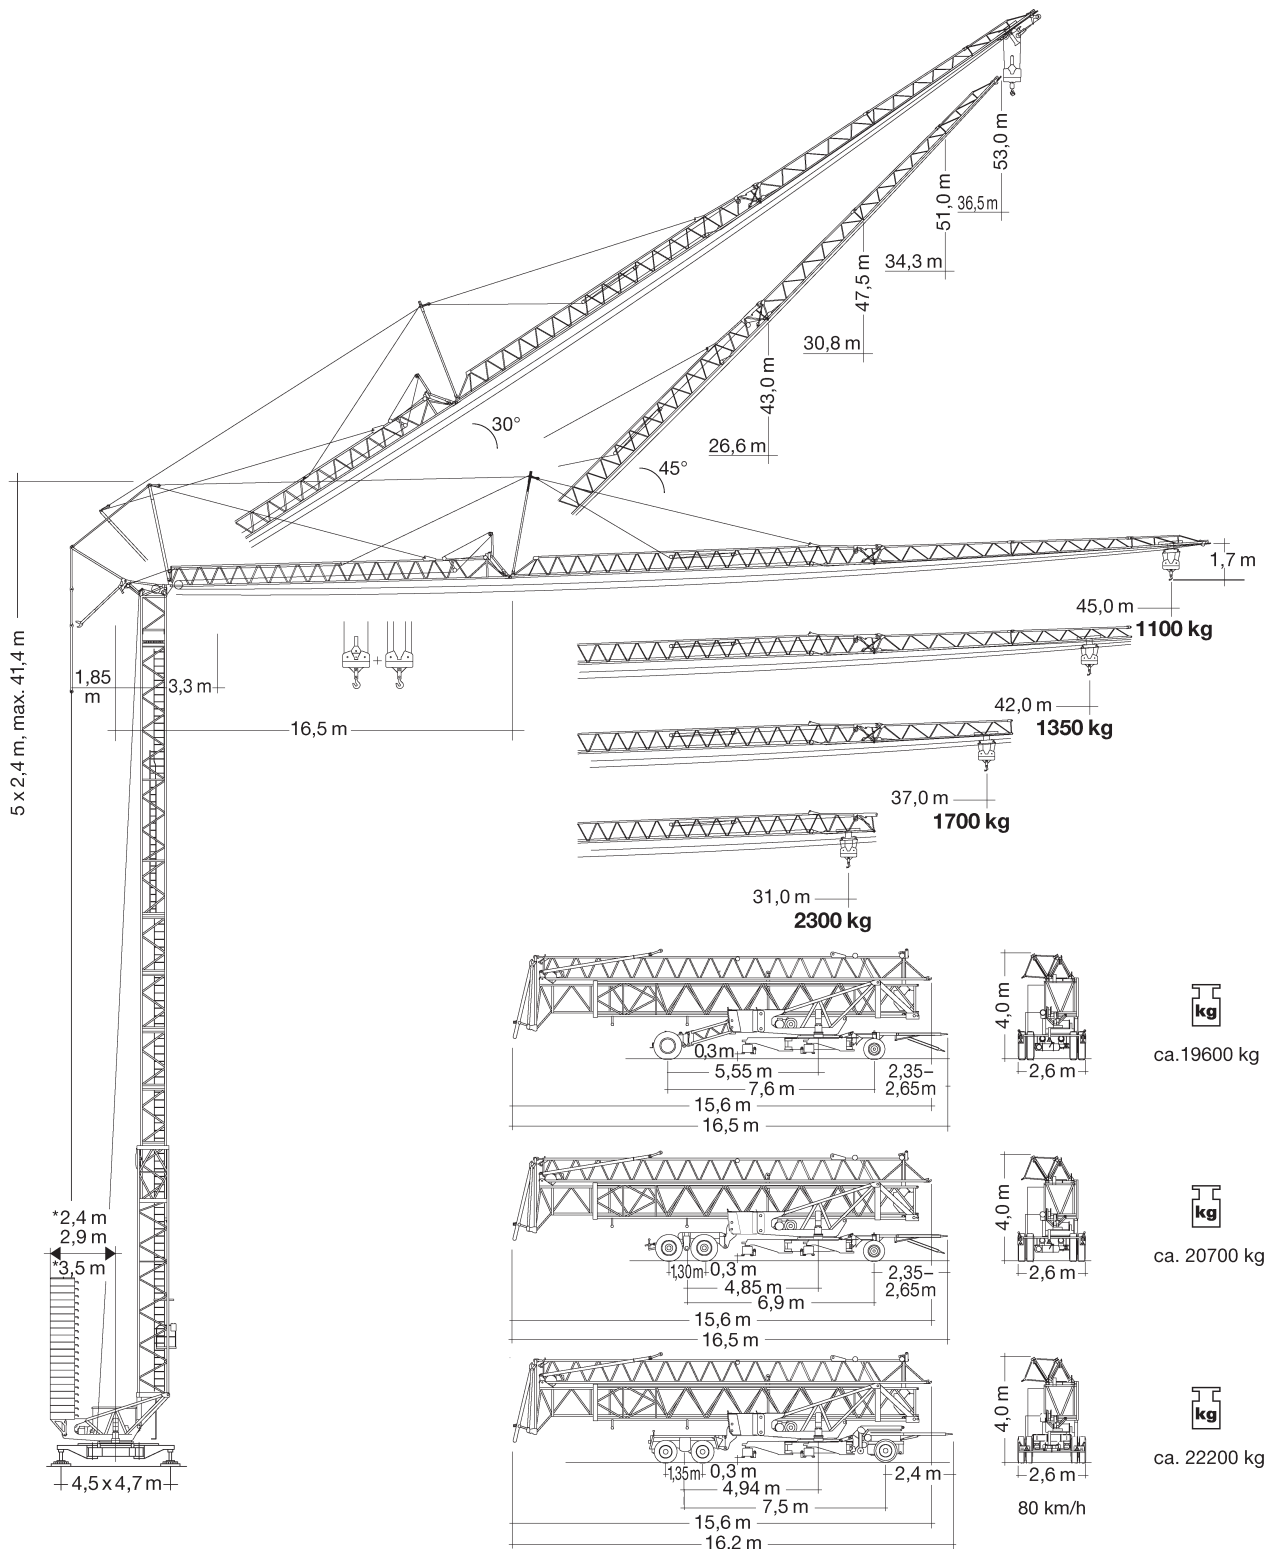 53,0 m
36,5 m
51,0 m
34,3 m
47,5 m
30,8 m
43,0 m
26,6 m
30°
45°
5 x 2,4 m, max. 41,4 m
1,7 m
45,0 m
1100 kg
1,85
m
3,3 m
16,5 m
+
42,0 m
1350 kg
37,0 m
1700 kg
31,0 m
2300 kg
0,3m
5,55 m
2,35–
2,65m
7,6 m
15,6 m
16,5 m
4,0 m
2,6 m
kg
ca.19600 kg
1,30m
0,3 m
4,85 m
2,35–
2,65m
6,9 m
15,6 m
16,5 m
4,0 m
2,6 m
kg
ca. 20700 kg
*2,4 m
2,9 m
*3,5 m
4,5 x 4,7 m
1,35m
0,3 m
2,4 m
4,94 m
7,5 m
15,6 m
16,2 m
4,0 m
2,6 m
80 km/h
kg
ca. 22200 kg